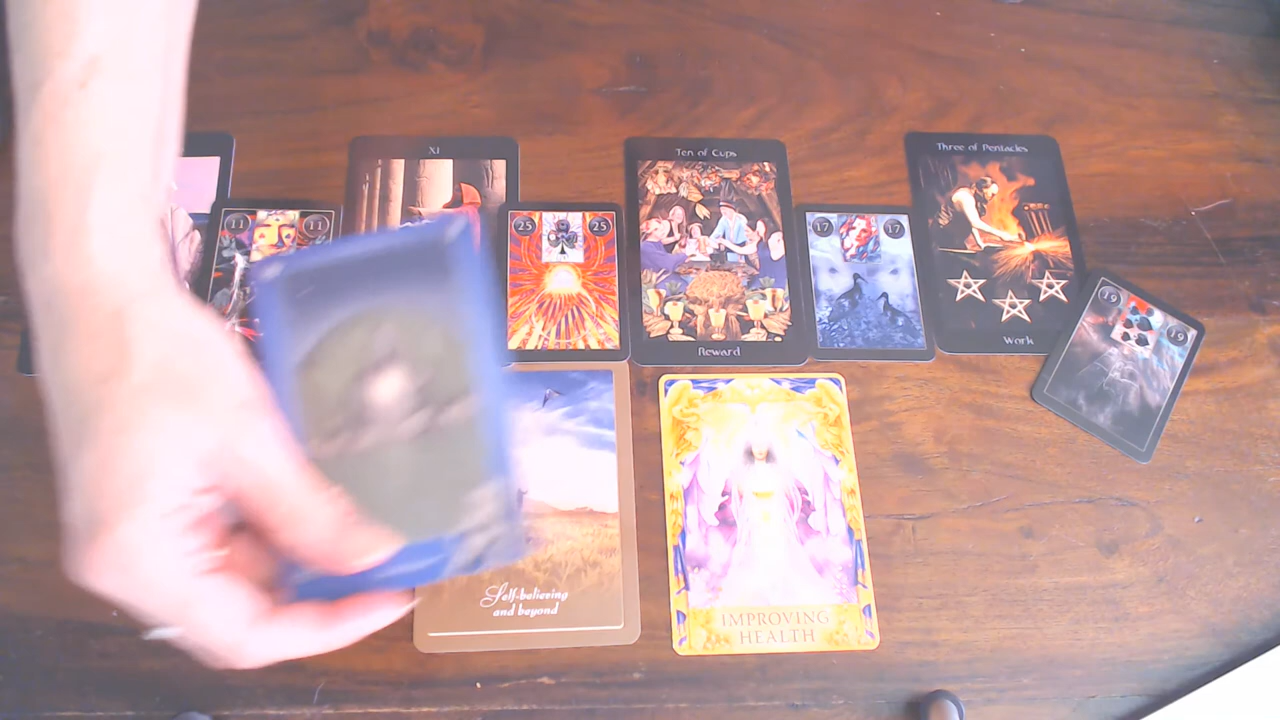 XI
Ten of Cups
Three of Pentacles
11 11
25 25
17 17
19 19
Reward
Work
Self-believing
and beyond
IMPROVING
HEALTH